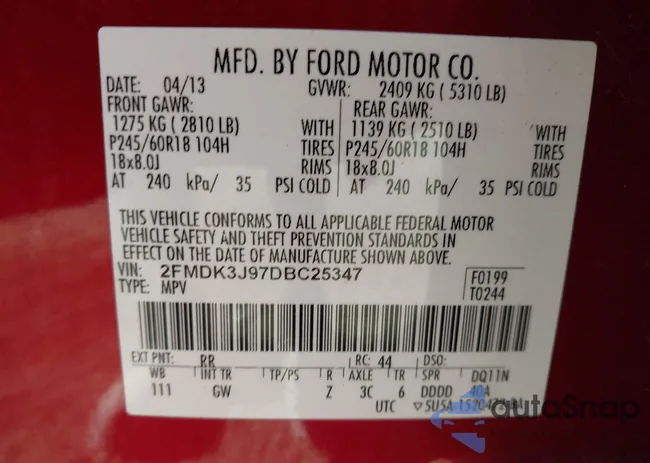 MFD. BY FORD MOTOR CO.
DATE: 04/13 GVWR: 2409 KG (5310 LB)
FRONT GAWR: REAR GAWR:
1275 KG (2810 LB) WITH 1139 KG (2510 LB) WITH
P245/60R18 104H TIRES P245/60R18 104H TIRES
18x8.0J RIMS 18x8.0J RIMS
AT 240 kPa/ 35 PSI COLD AT 240 kPa/ 35 PSI COLD
THIS VEHICLE CONFORMS TO ALL APPLICABLE FEDERAL MOTOR
VEHICLE SAFETY AND THEFT PREVENTION STANDARDS IN
EFFECT ON THE DATE OF MANUFACTURE SHOWN ABOVE.
VIN: 2FMDK3J97DBC25347 F0199
TYPE: MPV T0244
EXT PNT: RR RC: 44 DSO:
WB INT TR TP/PS R AXLE TR SPR DQ11N
111 GW Z 3C 6 DDDD 40A
UTC ▽5U5A
autoSnap